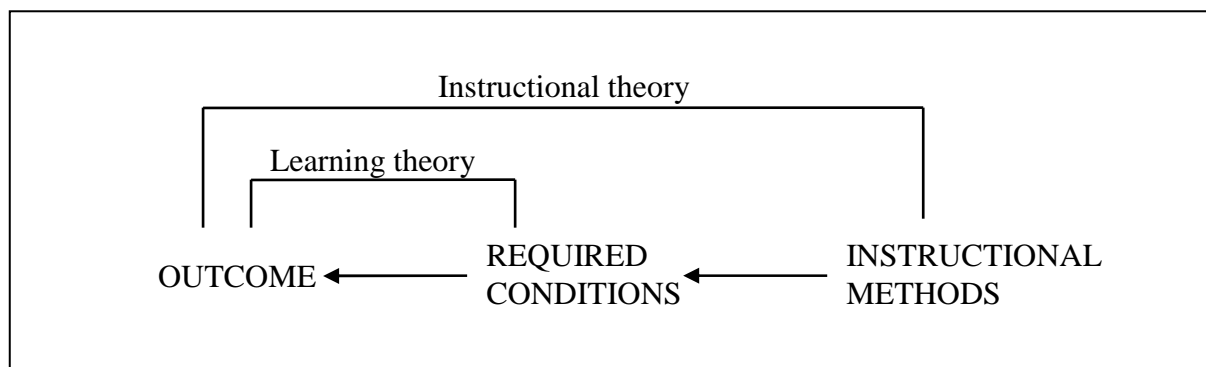 Instructional theory
Learning theory
OUTCOME
REQUIRED
CONDITIONS
INSTRUCTIONAL
METHODS